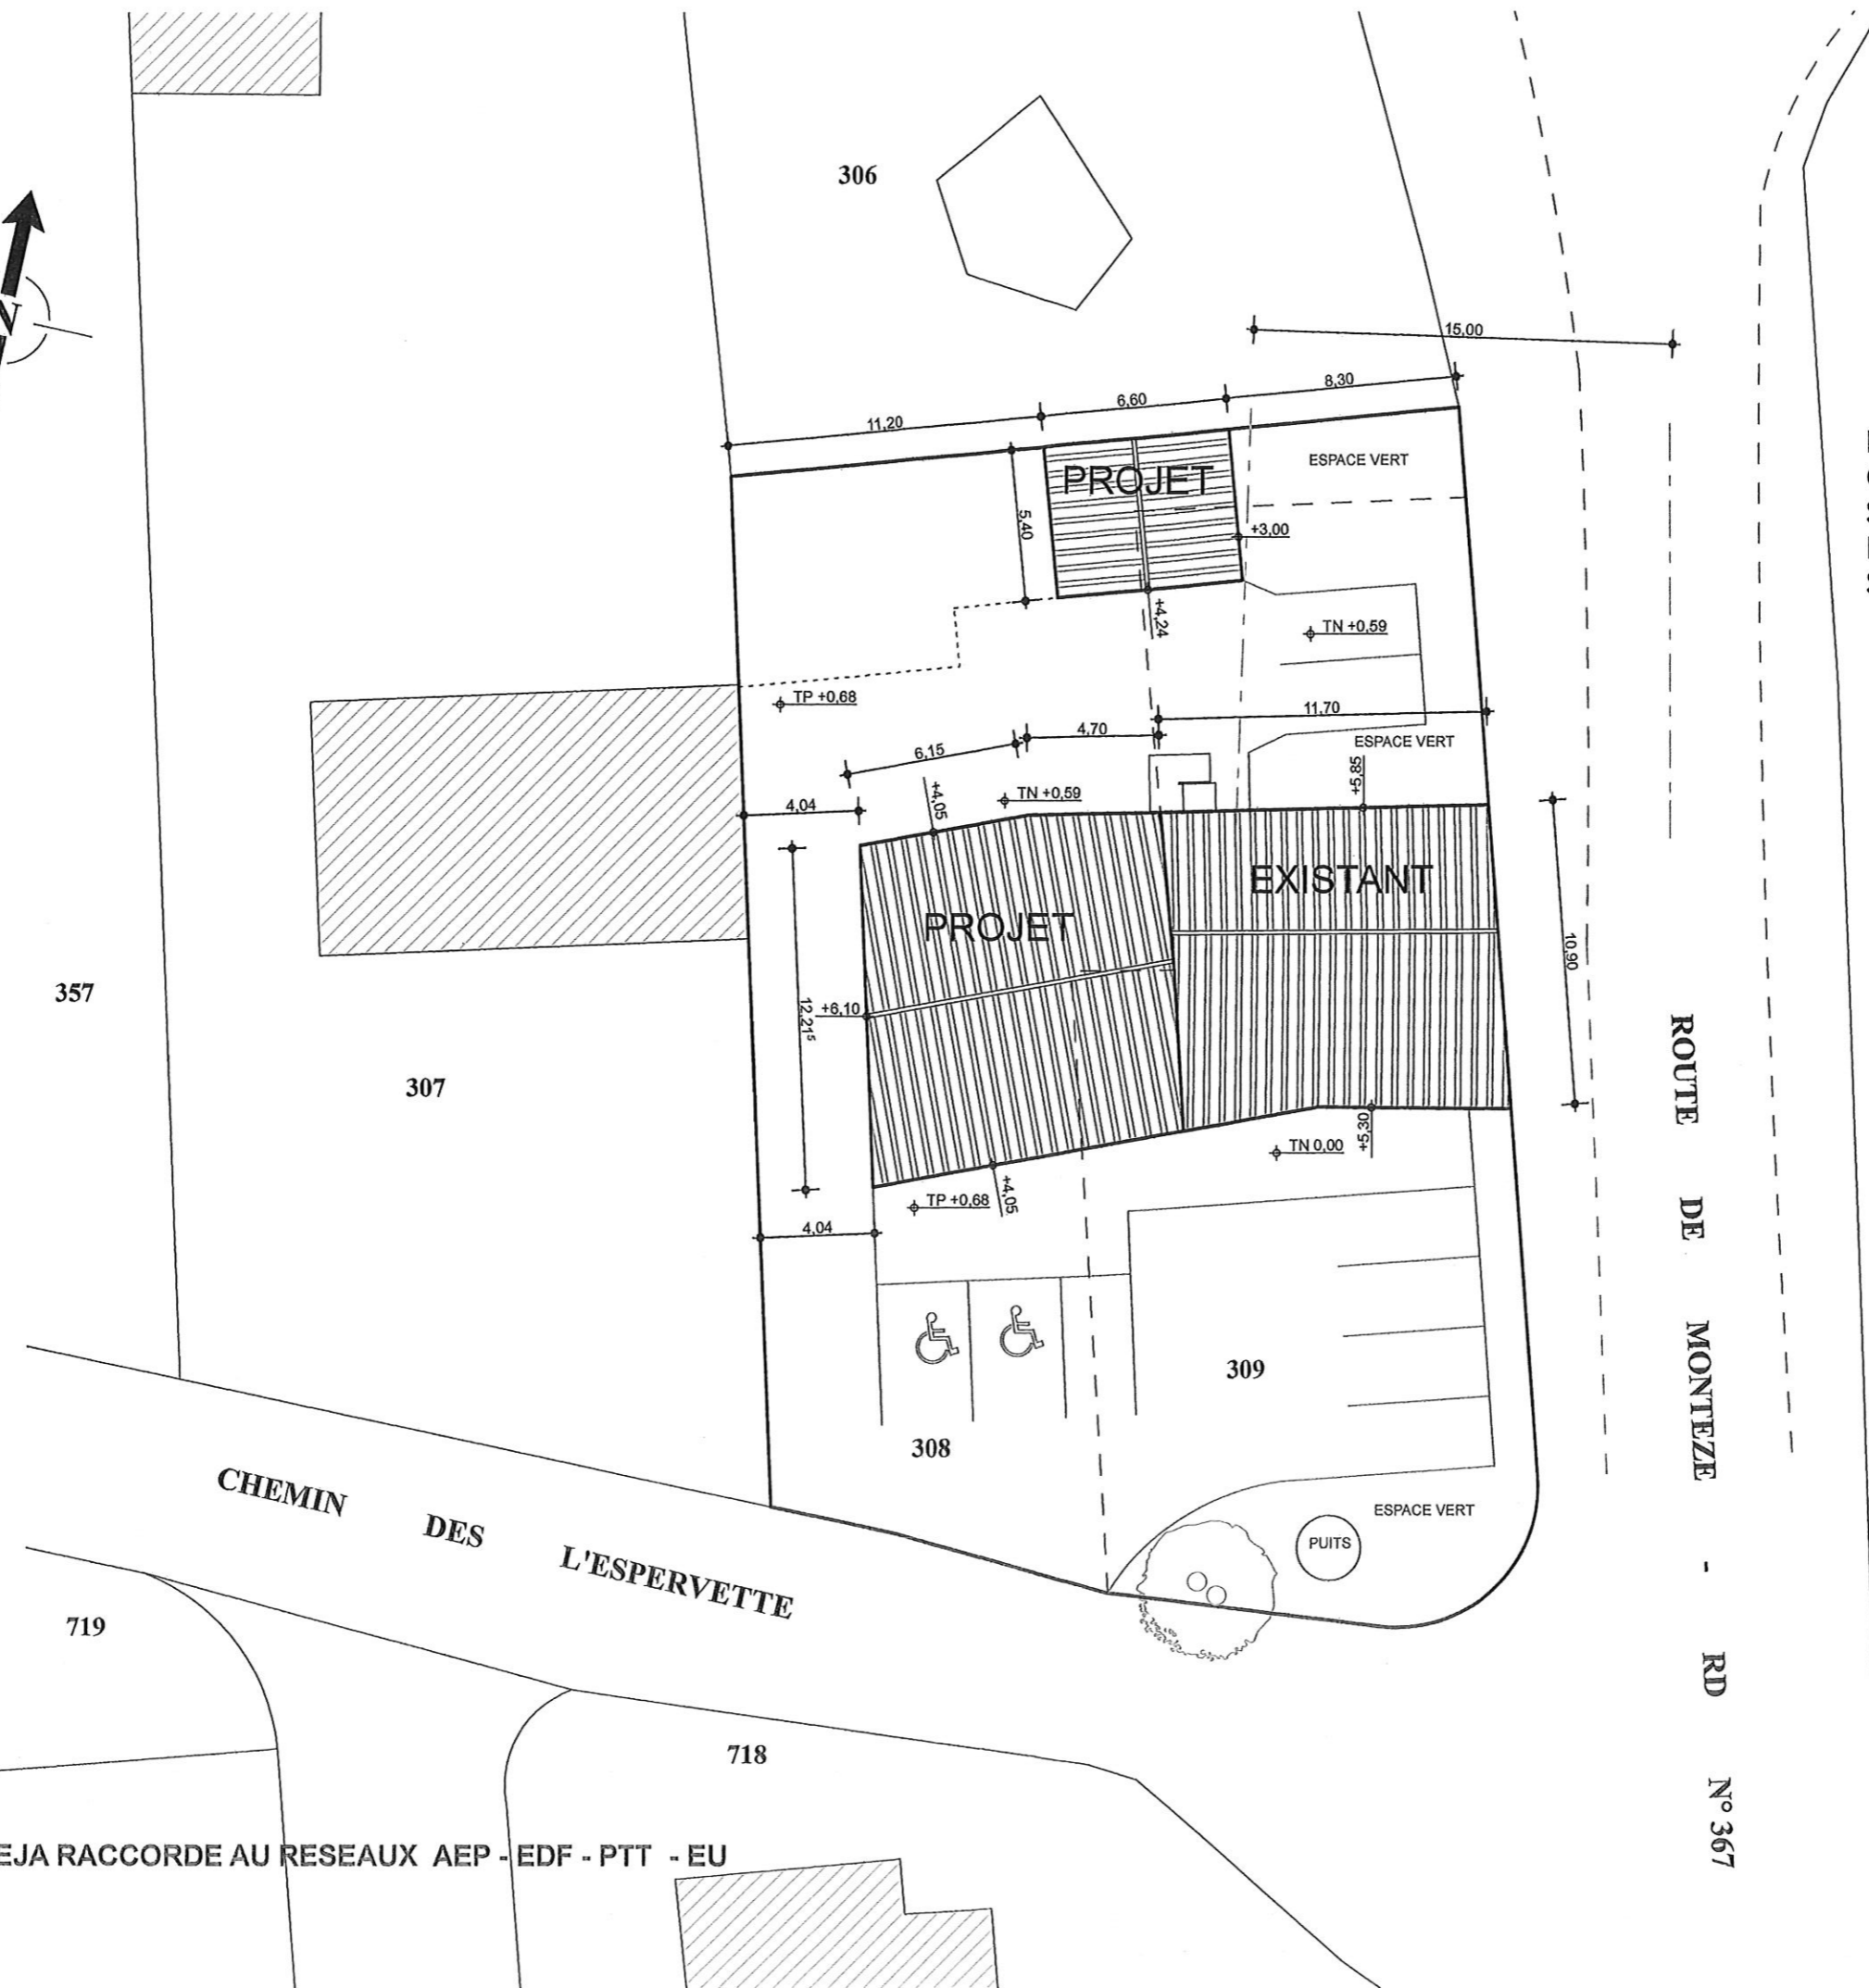 306
N
15,00
8,30
6,60
11,20
ESPACE VERT
PROJET
5,40
+3,00
+4,24
TN +0,59
TP +0,68
11,70
4,70
ESPACE VERT
6,15
+5,85
+4,05
TN +0,59
4,04
EXISTANT
PROJET
10,90
357
12,21⁵
+6,10
307
ROUTE DE MONTEZE - RD N° 367
+5,30
TN 0,00
TP +0,68
+4,05
4,04
309
308
CHEMIN DES L'ESPERVETTE
ESPACE VERT
PUITS
719
718
EJA RACCORDE AU RESEAUX AEP - EDF - PTT - EU